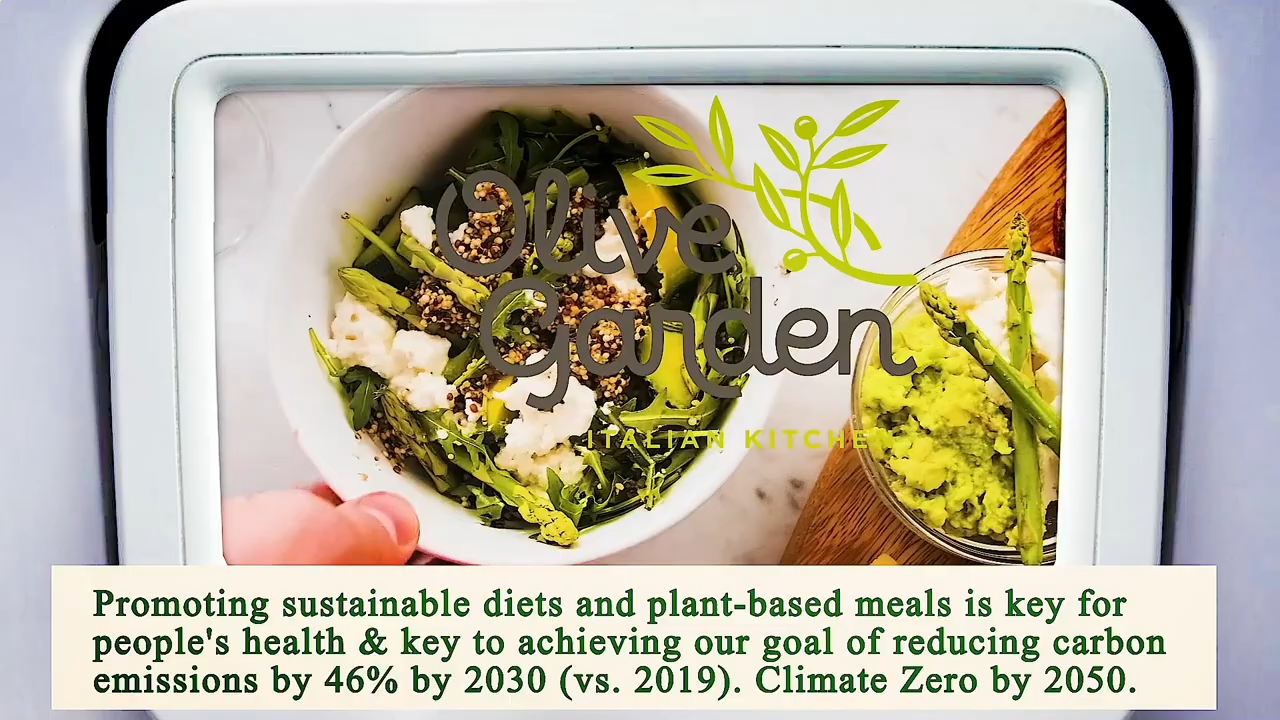 Olive
Garden
ITALIAN KITCHEN
Promoting sustainable diets and plant-based meals is key for
people's health & key to achieving our goal of reducing carbon
emissions by 46% by 2030 (vs. 2019). Climate Zero by 2050.